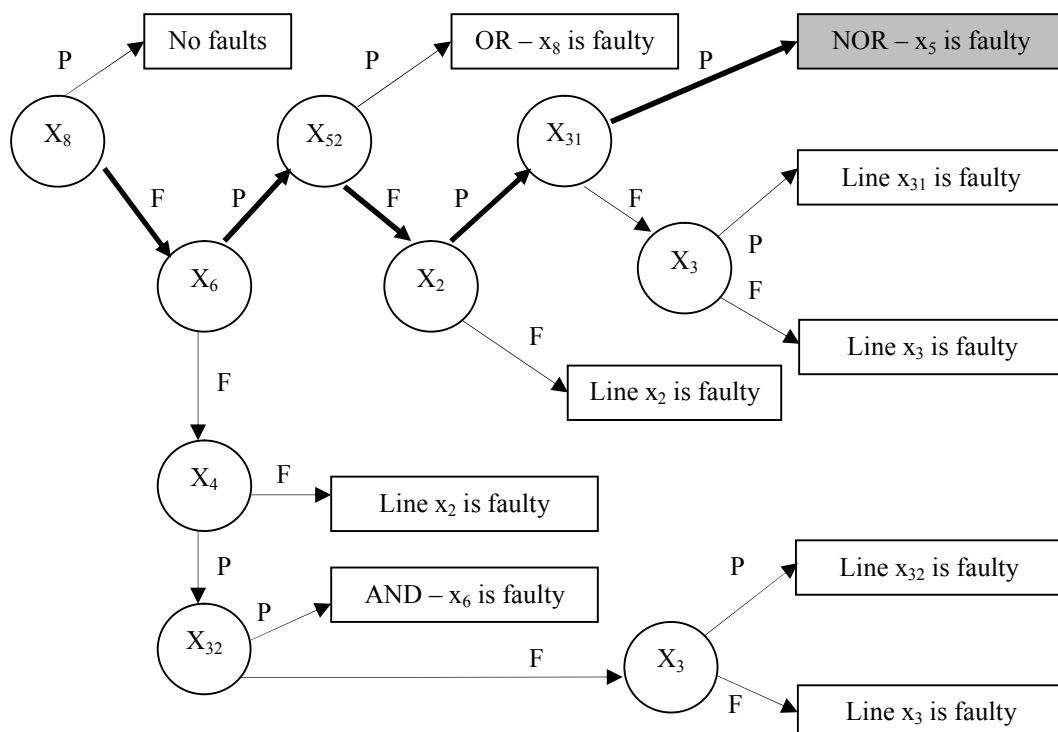 No faults
OR – x₈ is faulty
NOR – x₅ is faulty
P
P
P
X₈
X₅₂
X₃₁
Line x₃₁ is faulty
F
P
F
P
F
P
X₆
X₂
X₃
F
F
Line x₃ is faulty
F
Line x₂ is faulty
X₄
F
Line x₂ is faulty
P
P
Line x₃₂ is faulty
AND – x₆ is faulty
P
X₃₂
F
X₃
F
Line x₃ is faulty